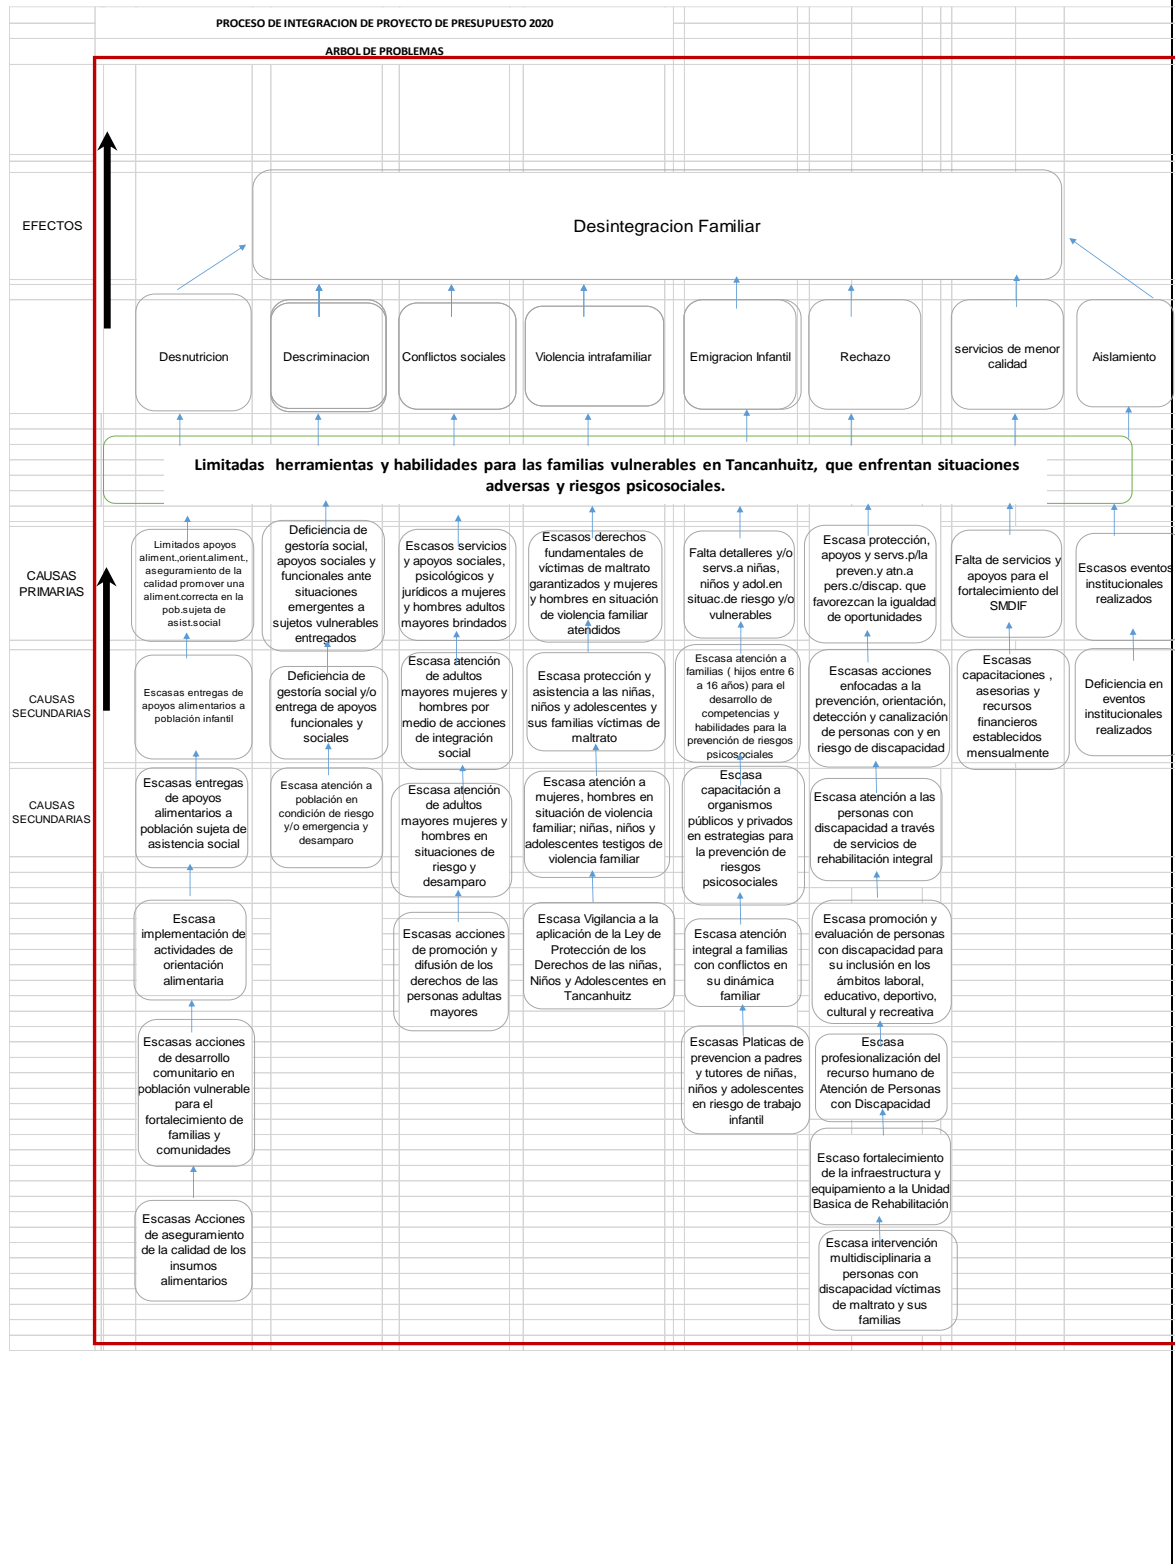 PROCESO DE INTEGRACION DE PROYECTO DE PRESUPUESTO 2020
ARBOL DE PROBLEMAS
EFECTOS
Desintegracion Familiar
Desnutricion
Descriminacion
Conflictos sociales
Violencia intrafamiliar
Emigracion Infantil
Rechazo
servicios de menor
calidad
Aislamiento
Limitadas herramientas y habilidades para las familias vulnerables en Tancanhuitz, que enfrentan situaciones
adversas y riesgos psicosociales.
CAUSAS
PRIMARIAS
Limitados apoyos
aliment.,orient.aliment.,
aseguramiento de la
calidad promover una
aliment.correcta en la
pob.sujeta de
asist.social
Deficiencia de
gestoría social,
apoyos sociales y
funcionales ante
situaciones
emergentes a
sujetos vulnerables
entregados
Escasos servicios
y apoyos sociales,
psicológicos y
jurídicos a mujeres
y hombres adultos
mayores brindados
Escasos derechos
fundamentales de
víctimas de maltrato
garantizados y mujeres
y hombres en situación
de violencia familiar
atendidos
Falta detalleres y/o
servs.a niñas,
niños y adol.en
situac.de riesgo y/o
vulnerables
Escasa protección,
apoyos y servs.p/la
preven.y atn.a
pers.c/discap. que
favorezcan la igualdad
de oportunidades
Falta de servicios y
apoyos para el
fortalecimiento del
SMDIF
Escasos eventos
institucionales
realizados
CAUSAS
SECUNDARIAS
Escasas entregas de
apoyos alimentarios a
población infantil
Deficiencia de
gestoría social y/o
entrega de apoyos
funcionales y
sociales
Escasa atención
de adultos
mayores mujeres y
hombres por
medio de acciones
de integración
social
Escasa protección y
asistencia a las niñas,
niños y adolescentes y
sus familias víctimas de
maltrato
Escasa atención a
familias ( hijos entre 6
a 16 años) para el
desarrollo de
competencias y
habilidades para la
prevención de riesgos
psicosociales
Escasas acciones
enfocadas a la
prevención, orientación,
detección y canalización
de personas con y en
riesgo de discapacidad
Escasas
capacitaciones ,
asesorias y
recursos
financieros
establecidos
mensualmente
Deficiencia en
eventos
institucionales
realizados
CAUSAS
SECUNDARIAS
Escasas entregas
de apoyos
alimentarios a
población sujeta de
asistencia social
Escasa atención a
población en
condición de riesgo
y/o emergencia y
desamparo
Escasa atención
de adultos
mayores mujeres y
hombres en
situaciones de
riesgo y
desamparo
Escasa atención a
mujeres, hombres en
situación de violencia
familiar; niñas, niños y
adolescentes testigos de
violencia familiar
Escasa
capacitación a
organismos
públicos y privados
en estrategias para
la prevención de
riesgos
psicosociales
Escasa atención a las
personas con
discapacidad a través
de servicios de
rehabilitación integral
Escasa
implementación de
actividades de
orientación
alimentaria
Escasas acciones
de promoción y
difusión de los
derechos de las
personas adultas
mayores
Escasa Vigilancia a la
aplicación de la Ley de
Protección de los
Derechos de las niñas,
Niños y Adolescentes en
Tancanhuitz
Escasa atención
integral a familias
con conflictos en
su dinámica
familiar
Escasa promoción y
evaluación de personas
con discapacidad para
su inclusión en los
ámbitos laboral,
educativo, deportivo,
cultural y recreativa
Escasas acciones
de desarrollo
comunitario en
población vulnerable
para el
fortalecimiento de
familias y
comunidades
Escasas Platicas de
prevencion a padres
y tutores de niñas,
niños y adolescentes
en riesgo de trabajo
infantil
Escasa
profesionalización del
recurso humano de
Atención de Personas
con Discapacidad
Escaso fortalecimiento
de la infraestructura y
equipamiento a la Unidad
Basica de Rehabilitación
Escasas Acciones
de aseguramiento
de la calidad de los
insumos
alimentarios
Escasa intervención
multidisciplinaria a
personas con
discapacidad víctimas
de maltrato y sus
familias